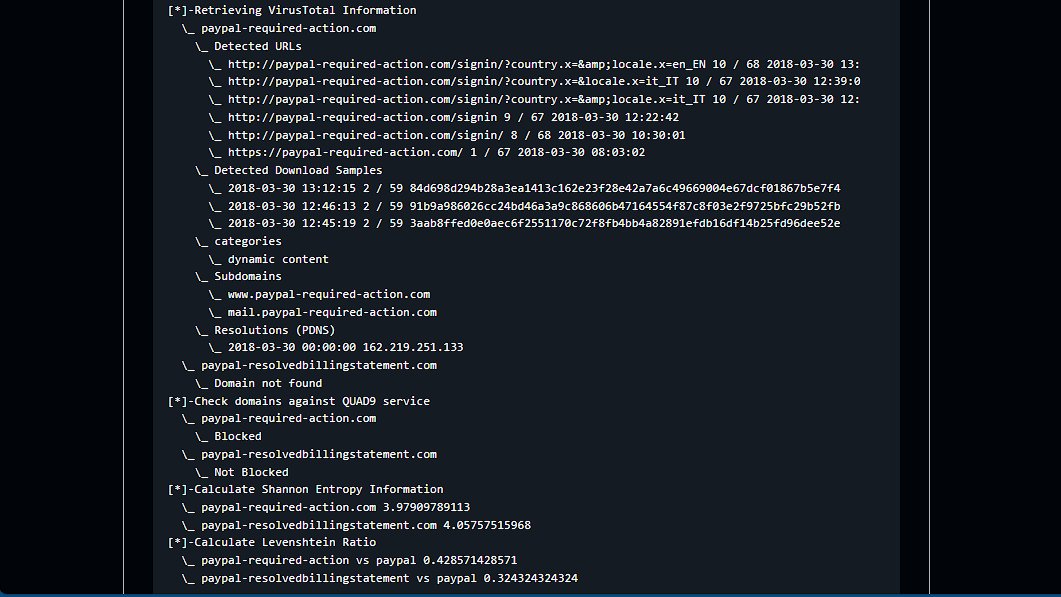 [*]-Retrieving VirusTotal Information
\_ paypal-required-action.com
\_ Detected URLs
\_ http://paypal-required-action.com/signin/?country.x=&amp;locale.x=en_EN 10 / 68 2018-03-30 13:
\_ http://paypal-required-action.com/signin/?country.x=&locale.x=it_IT 10 / 67 2018-03-30 12:39:0
\_ http://paypal-required-action.com/signin/?country.x=&amp;locale.x=it_IT 10 / 67 2018-03-30 12:
\_ http://paypal-required-action.com/signin 9 / 67 2018-03-30 12:22:42
\_ http://paypal-required-action.com/signin/ 8 / 68 2018-03-30 10:30:01
\_ https://paypal-required-action.com/ 1 / 67 2018-03-30 08:03:02
\_ Detected Download Samples
\_ 2018-03-30 13:12:15 2 / 59 84d698d294b28a3ea1413c162e23f28e42a7a6c49669004e67dcf01867b5e7f4
\_ 2018-03-30 12:46:13 2 / 59 91b9a986026cc24bd46a3a9c868606b47164554f87c8f03e2f9725bfc29b52fb
\_ 2018-03-30 12:45:19 2 / 59 3aab8ffed0e0aec6f2551170c72f8fb4bb4a82891efdb16df14b25fd96dee52e
\_ categories
\_ dynamic content
\_ Subdomains
\_ www.paypal-required-action.com
\_ mail.paypal-required-action.com
\_ Resolutions (PDNS)
\_ 2018-03-30 00:00:00 162.219.251.133
\_ paypal-resolvedbillingstatement.com
\_ Domain not found
[*]-Check domains against QUAD9 service
\_ paypal-required-action.com
\_ Blocked
\_ paypal-resolvedbillingstatement.com
\_ Not Blocked
[*]-Calculate Shannon Entropy Information
\_ paypal-required-action.com 3.97909789113
\_ paypal-resolvedbillingstatement.com 4.05757515968
[*]-Calculate Levenshtein Ratio
\_ paypal-required-action vs paypal 0.428571428571
\_ paypal-resolvedbillingstatement vs paypal 0.324324324324